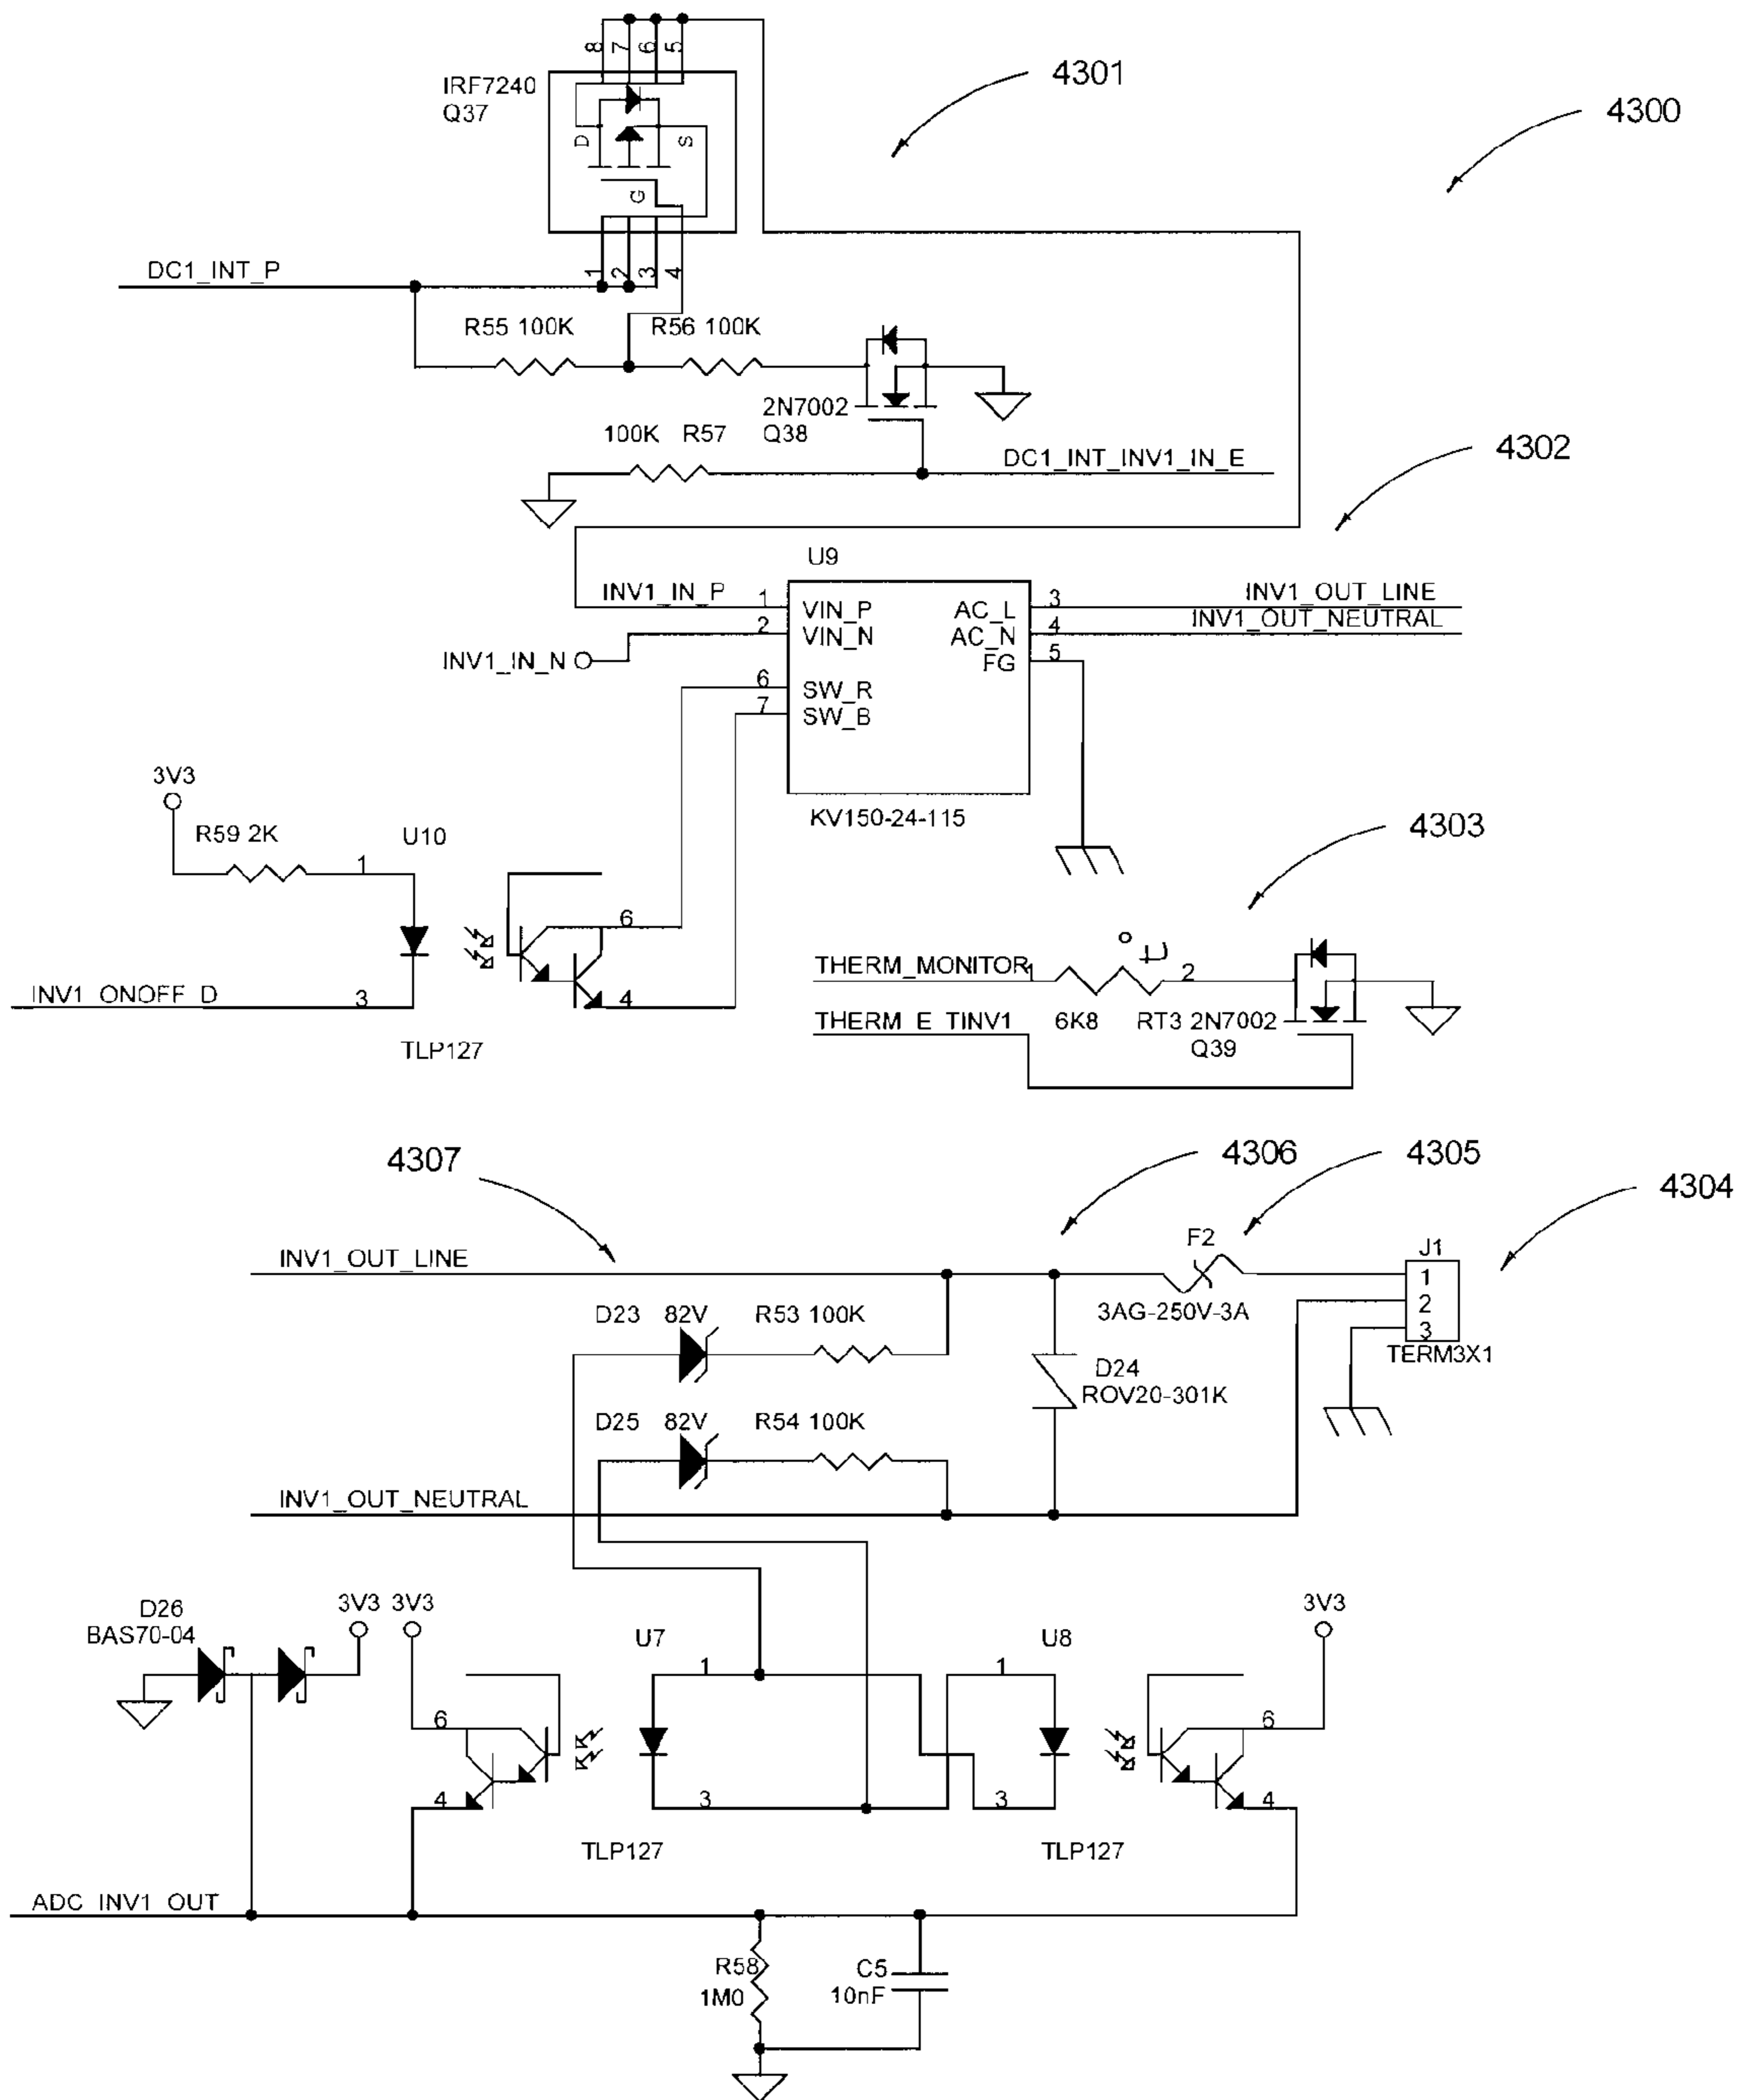 8 7 6 5
IRF7240
Q37
4301
4300
D S
G
DC1_INT_P
1 2 3 4
R55 100K
R56 100K
2N7002
Q38
100K R57
DC1_INT_INV1_IN_E
4302
U9
INV1_IN_P
1
VIN_P
AC_L
3
INV1_OUT_LINE
2
VIN_N
AC_N
4
INV1_OUT_NEUTRAL
INV1_IN_N
FG
5
6
SW_R
7
SW_B
KV150-24-115
3V3
R59 2K
1
U10
4303
6
INV1_ONOFF_D
3
4
TLP127
t°
THERM_MONITOR
1
2
THERM_E_TINV1
6K8
RT3 2N7002
Q39
4307
4306
4305
4304
INV1_OUT_LINE
F2
J1
1
2
3
3AG-250V-3A
TERM3X1
D23 82V
R53 100K
D24
ROV20-301K
D25 82V
R54 100K
INV1_OUT_NEUTRAL
D26
BAS70-04
3V3 3V3
U7
U8
3V3
1
1
6
6
4
3
3
4
TLP127
TLP127
ADC_INV1_OUT
R58
1M0
C5
10nF